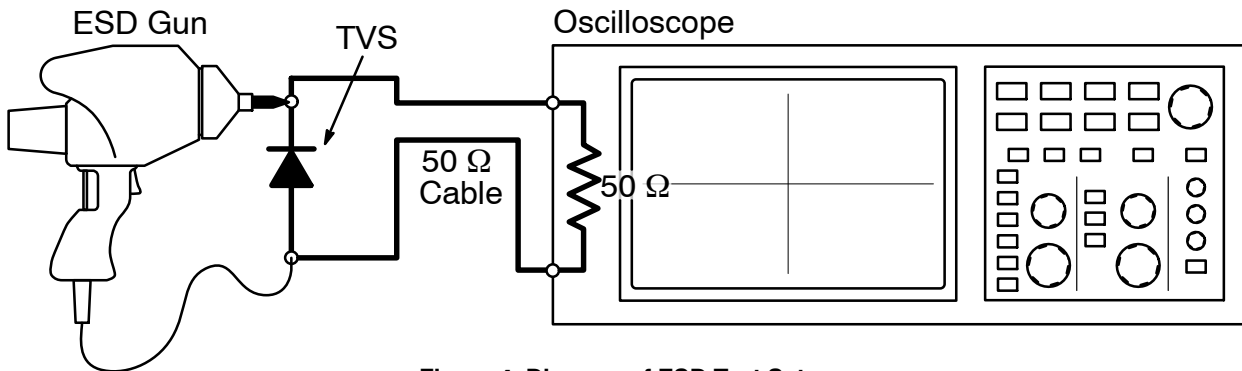 ESD Gun
TVS
Oscilloscope
50 Ω
Cable
50 Ω